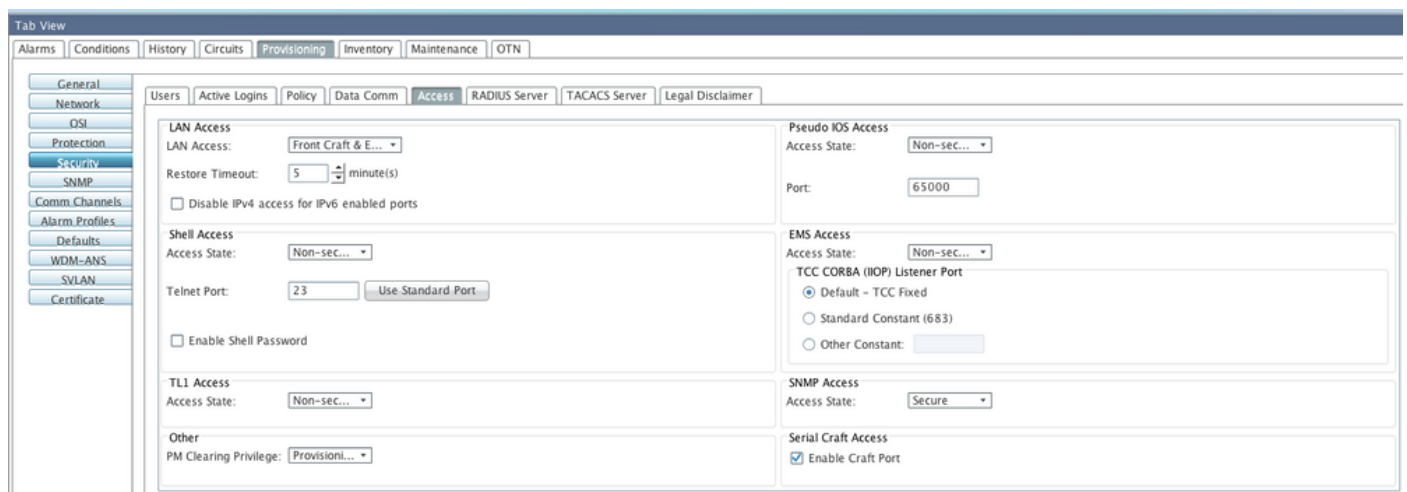 Tab View
Alarms Conditions History Circuits Provisioning Inventory Maintenance OTN
General
Network
OSI
Protection
Security
SNMP
Comm Channels
Alarm Profiles
Defaults
WDM-ANS
SVLAN
Certificate
Users Active Logins Policy Data Comm Access RADIUS Server TACACS Server Legal Disclaimer
LAN Access
LAN Access: Front Craft & E...
Restore Timeout: 5 minute(s)
Disable IPv4 access for IPv6 enabled ports
Pseudo IOS Access
Access State: Non-sec...
Port: 65000
Shell Access
Access State: Non-sec...
Telnet Port: 23 Use Standard Port
Enable Shell Password
EMS Access
Access State: Non-sec...
TCC CORBA (IIOP) Listener Port
Default - TCC Fixed
Standard Constant (683)
Other Constant:
TL1 Access
Access State: Non-sec...
SNMP Access
Access State: Secure
Other
PM Clearing Privilege: Provisioni...
Serial Craft Access
Enable Craft Port